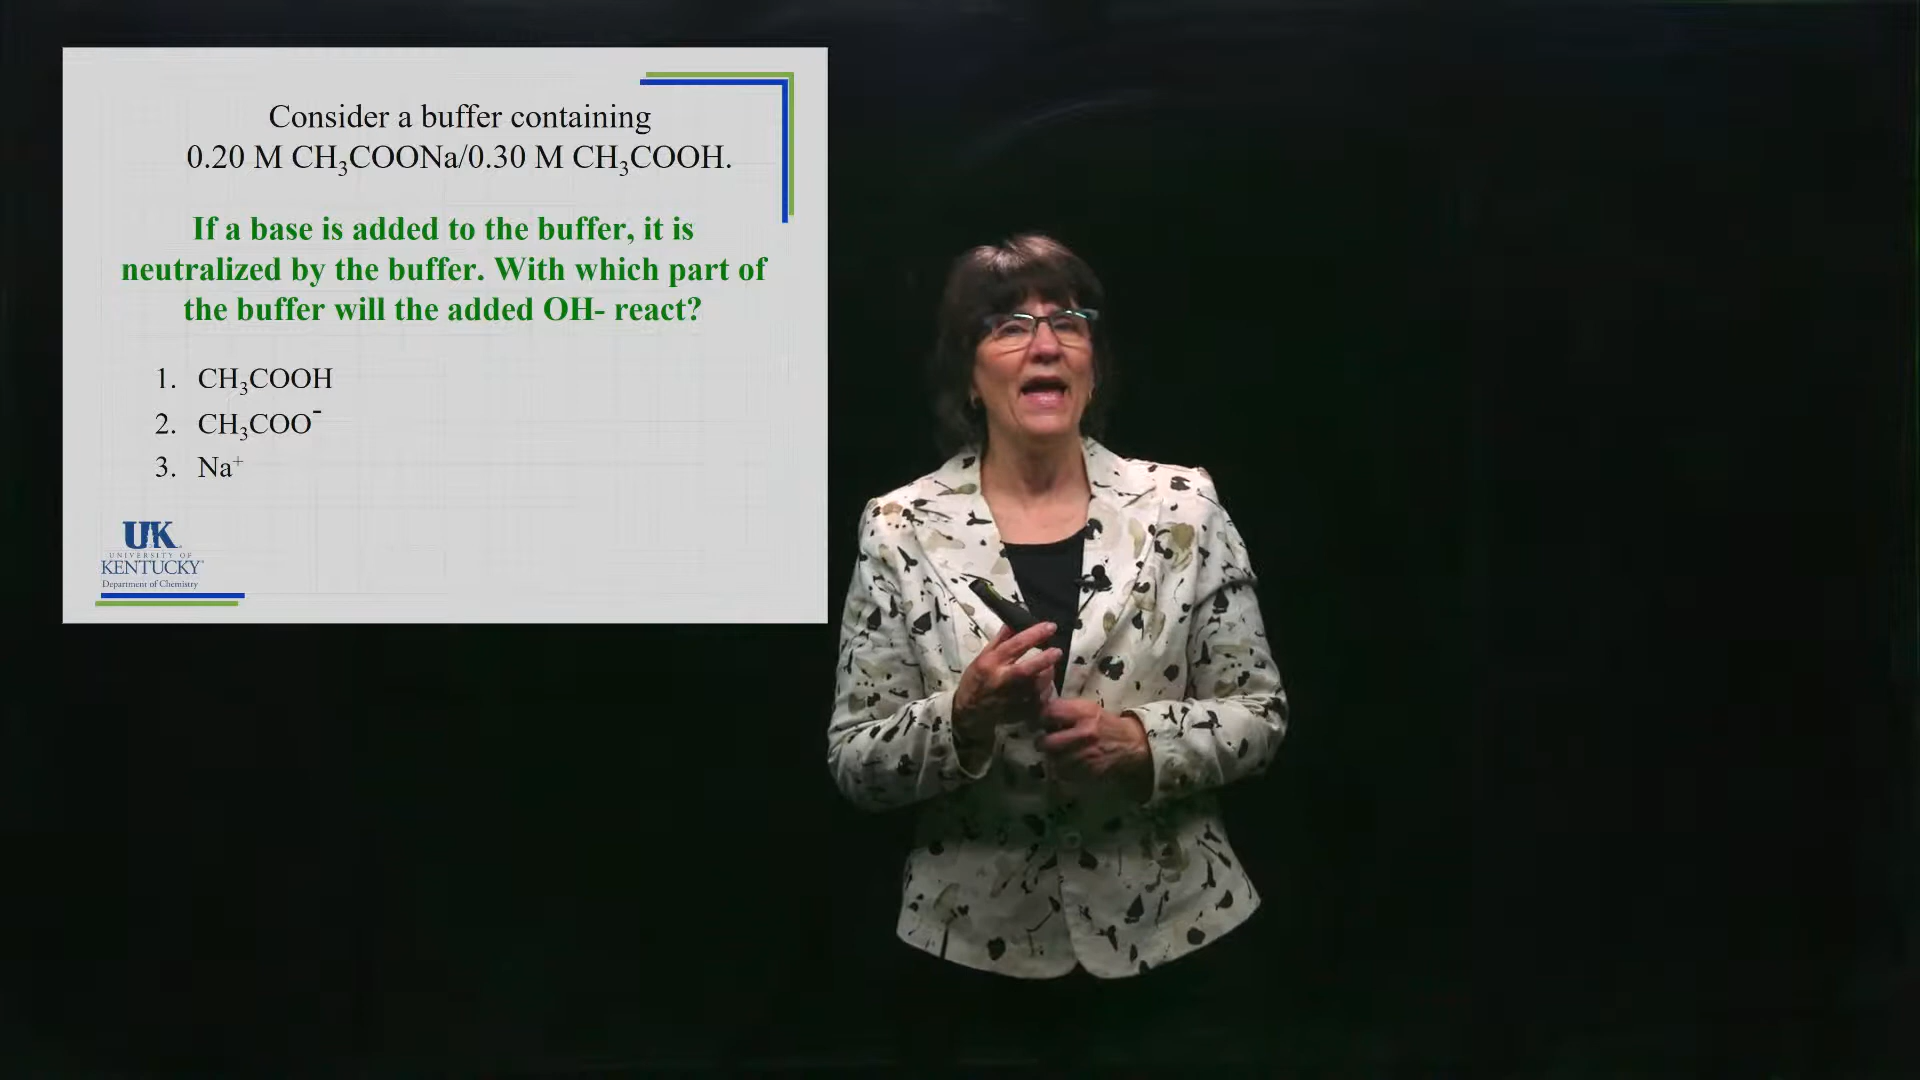 Consider a buffer containing
0.20 M CH₃COONa/0.30 M CH₃COOH.
If a base is added to the buffer, it is
neutralized by the buffer. With which part of
the buffer will the added OH- react?
1. CH₃COOH
2. CH₃COO⁻
3. Na⁺
UK
UNIVERSITY OF
KENTUCKY
Department of Chemistry